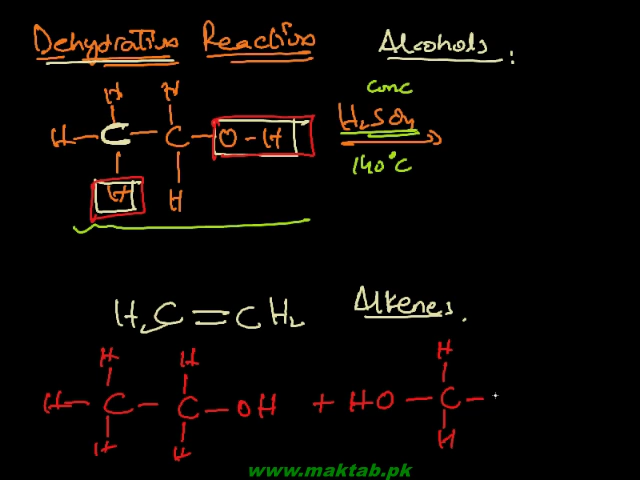 Dehydration Reaction Alcohols.
H H conc
H — C — C — O — H H₂SO₄
H H 140°C
Alkenes.
H₂C = CH₂
H H H
H — C — C — OH + HO — C —
H H H
www.maktab.pk